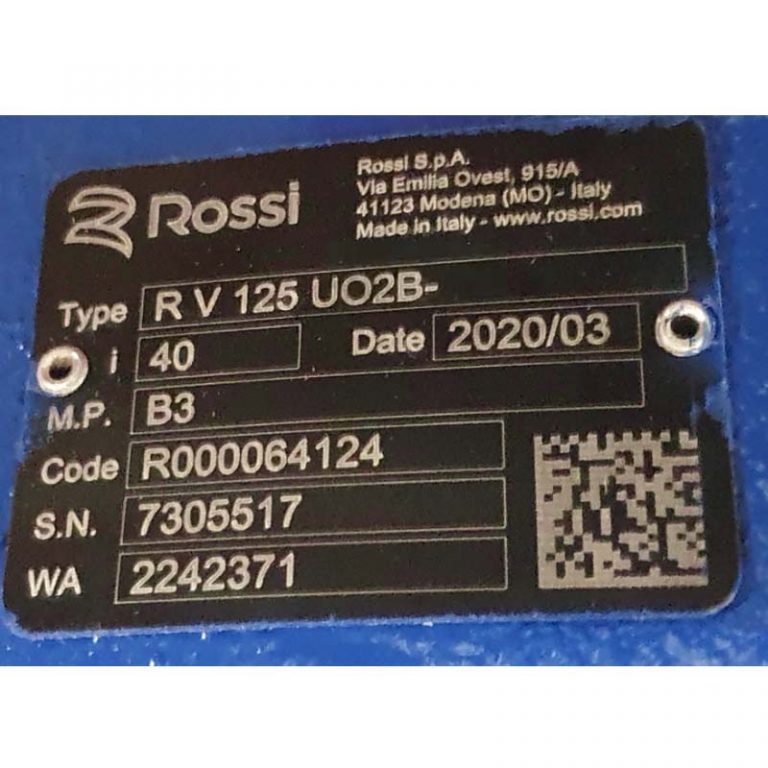 Rossi
Rossi S.p.A.
Via Emilia Ovest, 915/A
41123 Modena (MO) - Italy
Made in Italy - www.rossi.com
Type R V 125 UO2B-
i 40 Date 2020/03
M.P. B3
Code R000064124
S.N. 7305517
WA 2242371